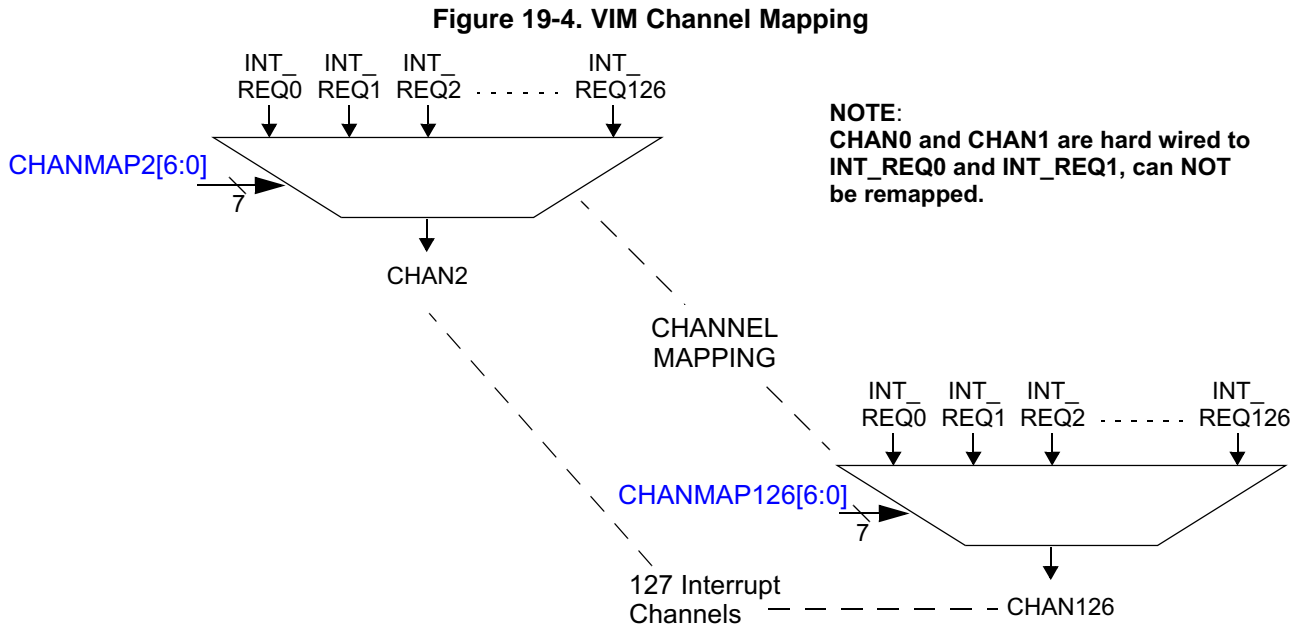 Figure 19-4. VIM Channel Mapping
INT_ INT_ INT_ INT_
REQ0 REQ1 REQ2 REQ126
NOTE:
CHAN0 and CHAN1 are hard wired to
INT_REQ0 and INT_REQ1, can NOT
be remapped.
CHANMAP2[6:0]
7
CHAN2
CHANNEL
MAPPING
INT_ INT_ INT_ INT_
REQ0 REQ1 REQ2 REQ126
CHANMAP126[6:0]
7
127 Interrupt
Channels
CHAN126